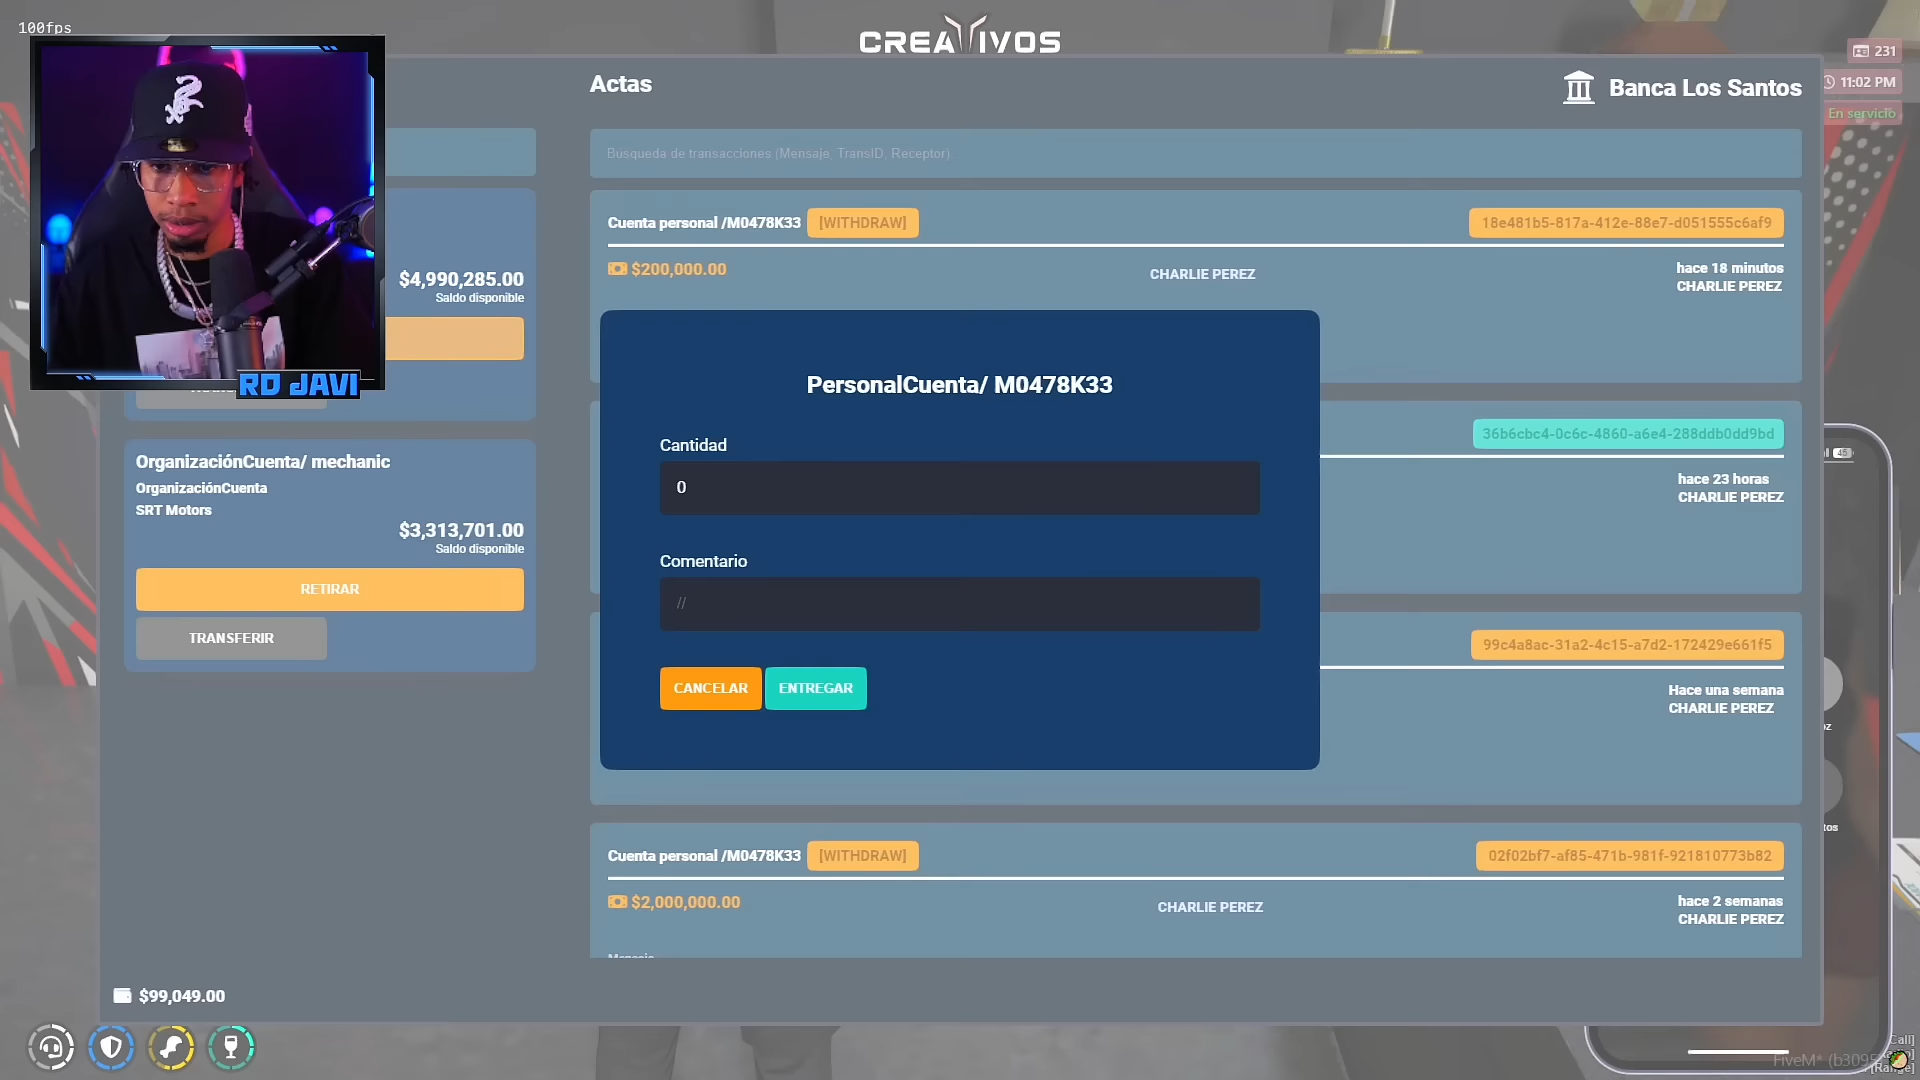 100fps
CREATIVOS
231
11:02 PM
En servicio
RD JAVI
Actas
Banca Los Santos
Búsqueda de transacciones (Mensaje, TransID, Receptor)
$4,990,285.00
Saldo disponible
OrganizaciónCuenta/ mechanic
OrganizaciónCuenta
SRT Motors
$3,313,701.00
Saldo disponible
RETIRAR
TRANSFERIR
$99,049.00
Cuenta personal /M0478K33 [WITHDRAW] 18e481b5-817a-412e-88e7-d051555c6af9
$200,000.00 CHARLIE PEREZ hace 18 minutos
CHARLIE PEREZ
36b6cbc4-0c6c-4860-a6e4-288ddb0dd9bd
hace 23 horas
CHARLIE PEREZ
99c4a8ac-31a2-4c15-a7d2-172429e661f5
Hace una semana
CHARLIE PEREZ
Cuenta personal /M0478K33 [WITHDRAW] 02f02bf7-af85-471b-981f-921810773b82
$2,000,000.00 CHARLIE PEREZ hace 2 semanas
CHARLIE PEREZ
PersonalCuenta/ M0478K33
Cantidad
0
Comentario
//
CANCELAR ENTREGAR
45
Call]
FiveM* (b3095
[Range]